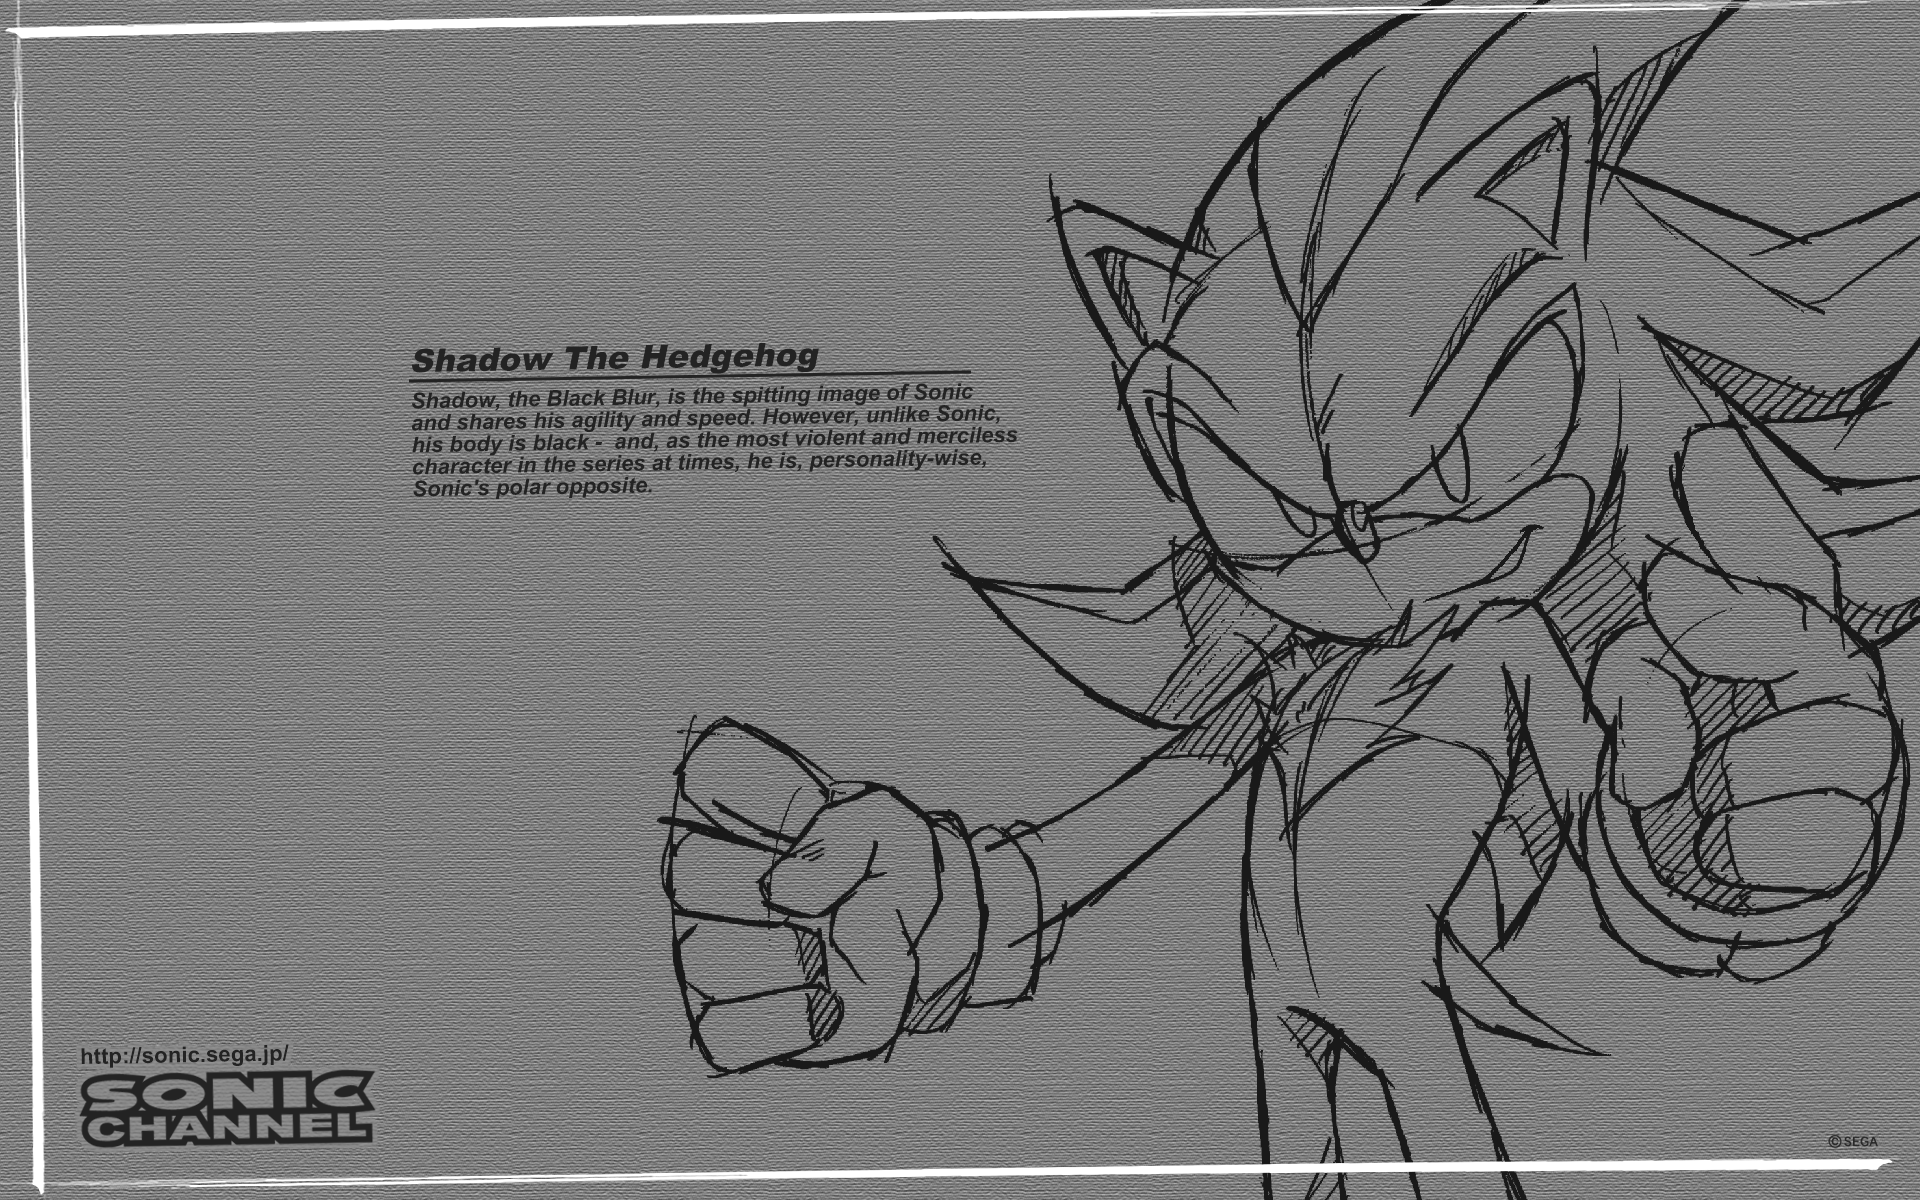 Shadow The Hedgehog
Shadow, the Black Blur, is the spitting image of Sonic
and shares his agility and speed. However, unlike Sonic,
his body is black -  and, as the most violent and merciless
character in the series at times, he is, personality-wise,
Sonic's polar opposite.
http://sonic.sega.jp/
SONIC
CHANNEL
©SEGA